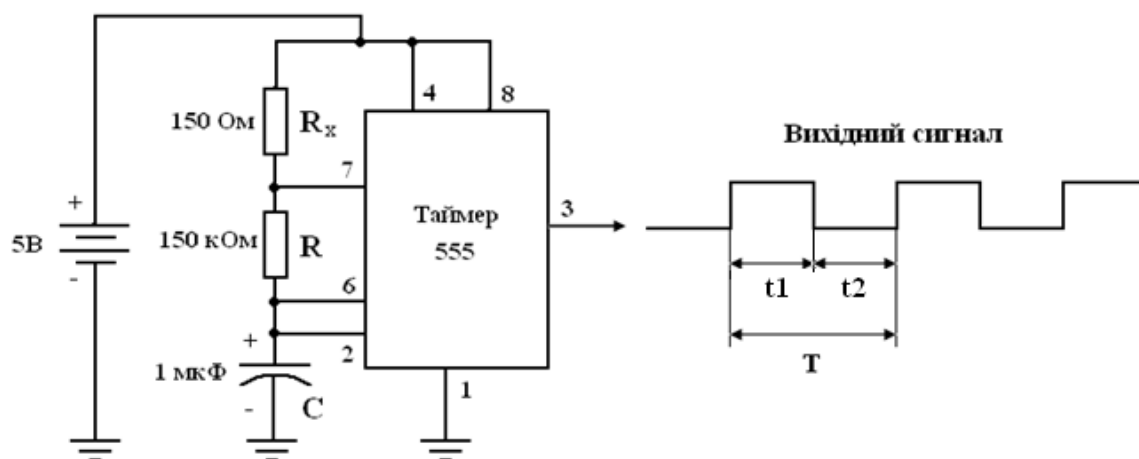 4
8
150 Ом
Rx
Вихідний сигнал
7
+
Таймер
555
3
5В
150 кОм
R
-
6
t1
t2
+
2
T
1 мкФ
1
-
C